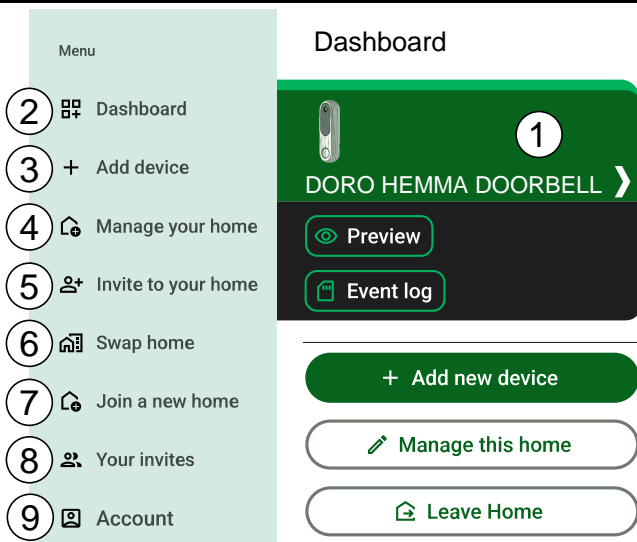 Menu
2 Dashboard
3 Add device
4 Manage your home
5 Invite to your home
6 Swap home
7 Join a new home
8 Your invites
9 Account
Dashboard
1
DORO HEMMA DOORBELL
Preview
Event log
+ Add new device
Manage this home
Leave Home